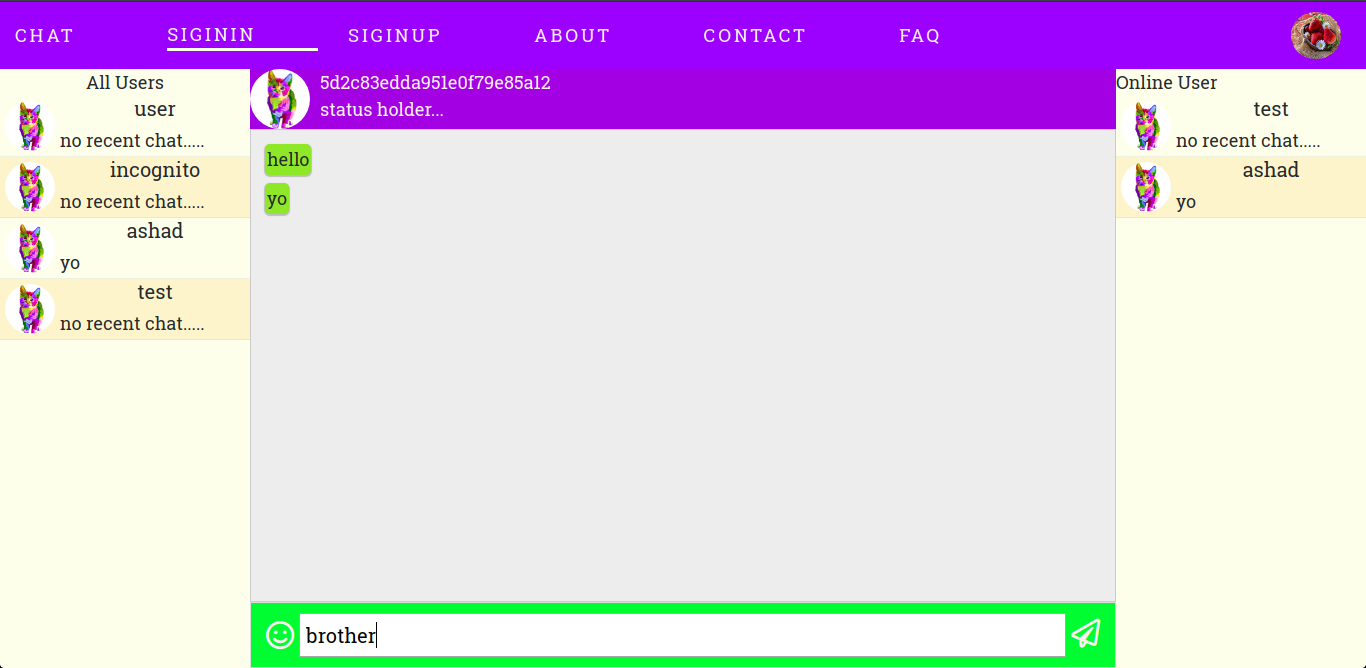 CHAT SIGININ SIGINUP ABOUT CONTACT FAQ
All Users
user
no recent chat.....
incognito
no recent chat.....
ashad
yo
test
no recent chat.....
5d2c83edda951e0f79e85a12
status holder...
hello
yo
brother
Online User
test
no recent chat.....
ashad
yo